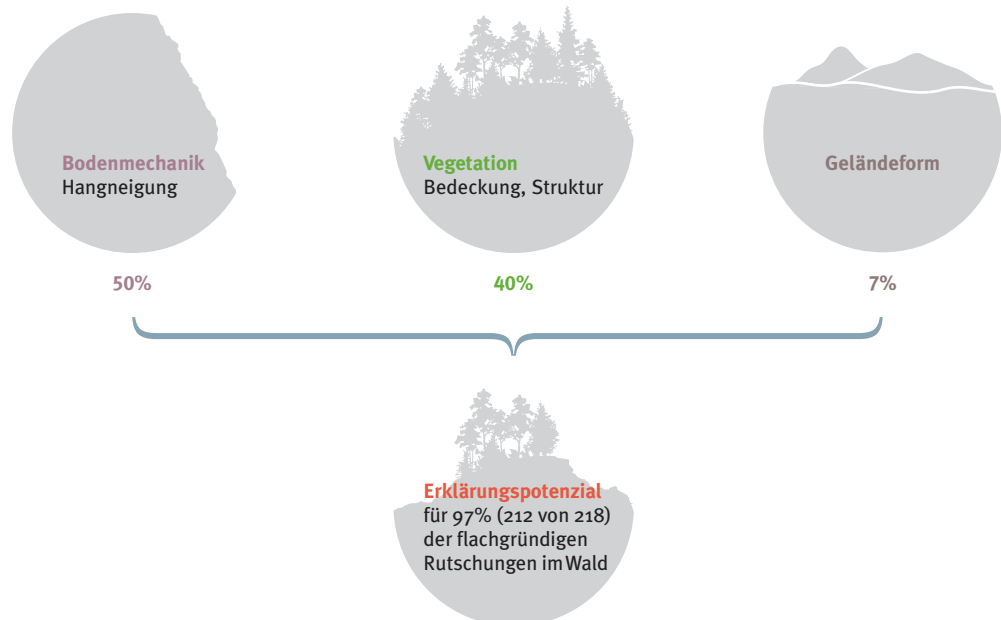 Bodenmechanik
Hangneigung
50%
Vegetation
Bedeckung, Struktur
40%
Geländeform
7%
Erklärungspotenzial
für 97% (212 von 218)
der flachgründigen
Rutschungen im Wald